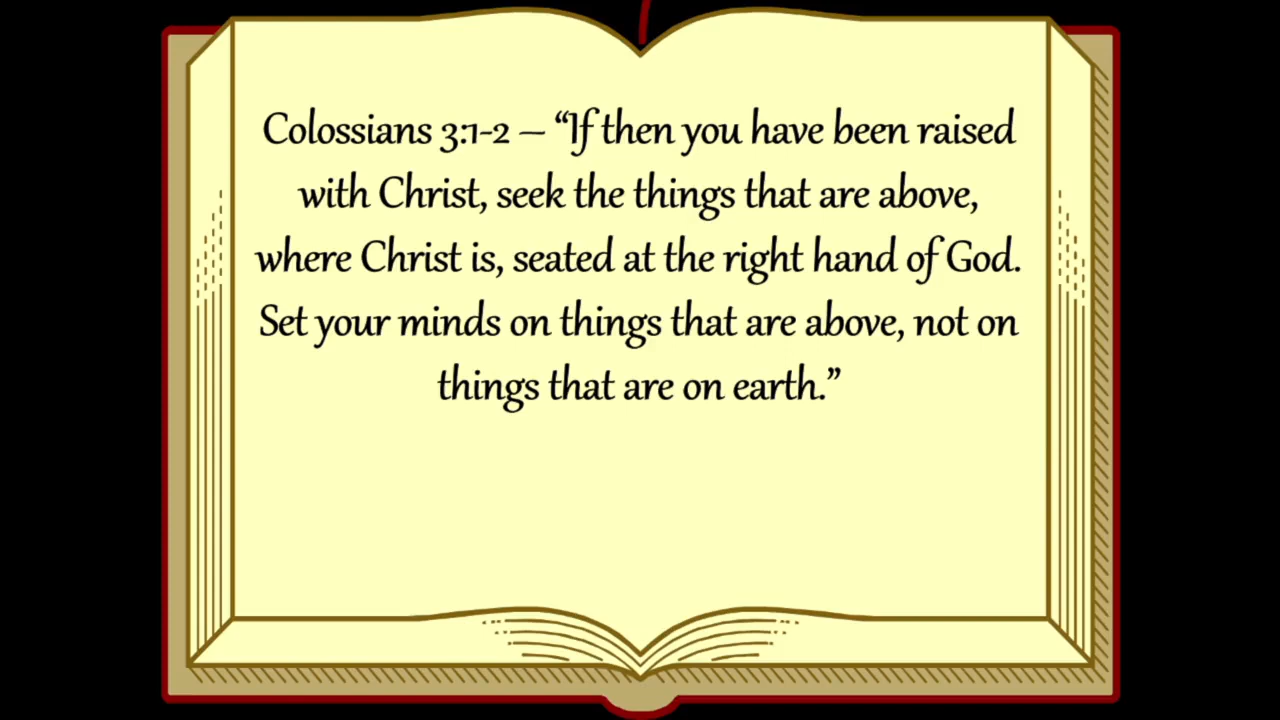 Colossians 3:1-2 – “If then you have been raised
with Christ, seek the things that are above,
where Christ is, seated at the right hand of God.
Set your minds on things that are above, not on
things that are on earth.”